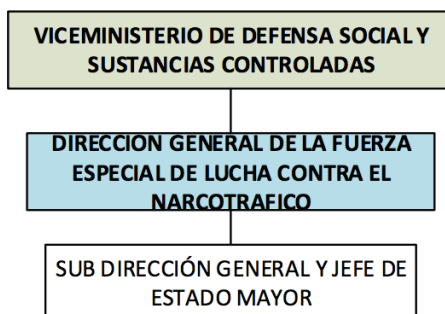 VICEMINISTERIO DE DEFENSA SOCIAL Y
SUSTANCIAS CONTROLADAS
DIRECCION GENERAL DE LA FUERZA
ESPECIAL DE LUCHA CONTRA EL
NARCOTRAFICO
SUB DIRECCIÓN GENERAL Y JEFE DE
ESTADO MAYOR